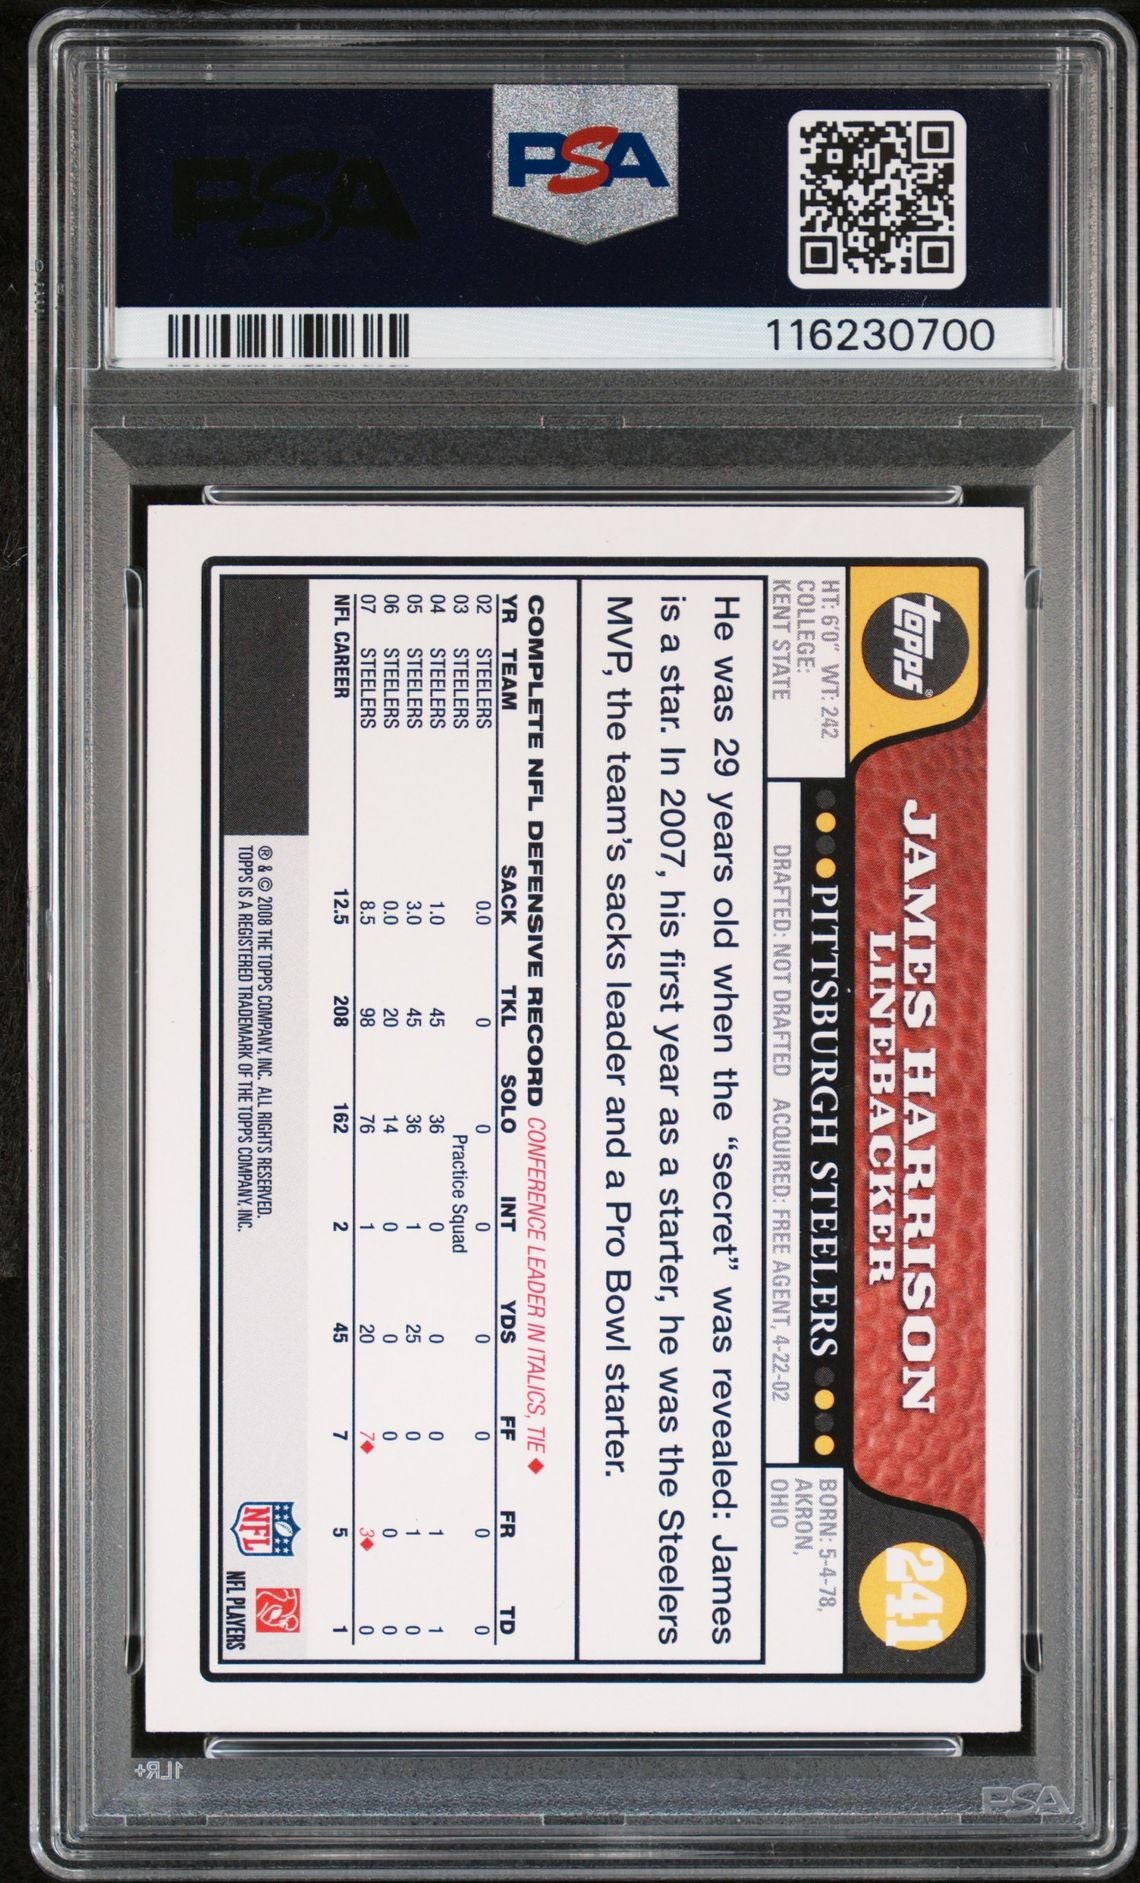 PSA
PSA
116230700
topps®
JAMES HARRISON
LINEBACKER
241
HT: 6'0" WT: 242
COLLEGE:
KENT STATE
PITTSBURGH STEELERS
DRAFTED: NOT DRAFTED ACQUIRED: FREE AGENT, 4-22-02
BORN: 5-4-78,
AKRON,
OHIO
He was 29 years old when the “secret” was revealed: James
is a star. In 2007, his first year as a starter, he was the Steelers
MVP, the team's sacks leader and a Pro Bowl starter.
COMPLETE NFL DEFENSIVE RECORD CONFERENCE LEADER IN ITALICS, TIE ♦
YR TEAM SACK TKL SOLO INT YDS FF FR TD
02 STEELERS 0.0 0 0 0 0 0 0 0
03 STEELERS Practice Squad
04 STEELERS 1.0 45 36 0 0 0 1 1
05 STEELERS 3.0 45 36 1 25 0 1 0
06 STEELERS 0.0 20 14 0 0 0 0 0
07 STEELERS 8.5 98 76 1 20 7♦ 3♦ 0
NFL CAREER 12.5 208 162 2 45 7 5 1
® & © 2008 THE TOPPS COMPANY, INC. ALL RIGHTS RESERVED.
TOPPS IS A REGISTERED TRADEMARK OF THE TOPPS COMPANY, INC.
NFL
NFL PLAYERS
1LR+
PSA